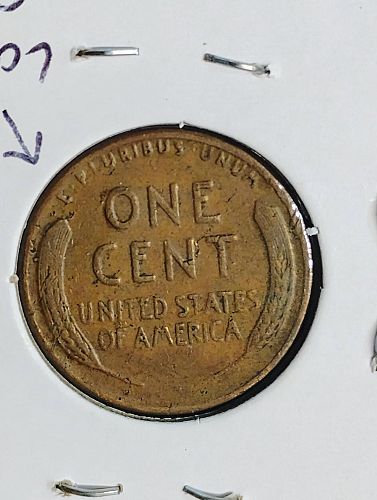 E·PLURIBUS·UNUM
ONE
CENT
UNITED STATES
OF AMERICA